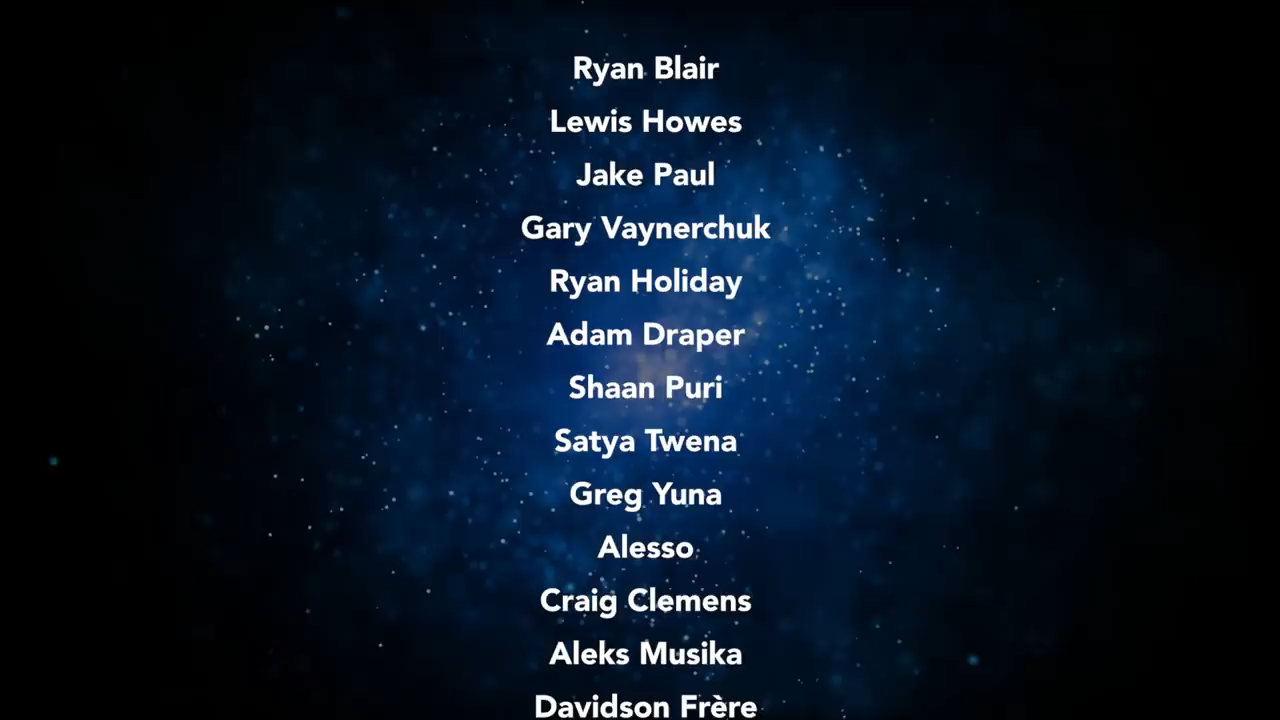 Ryan Blair
Lewis Howes
Jake Paul
Gary Vaynerchuk
Ryan Holiday
Adam Draper
Shaan Puri
Satya Twena
Greg Yuna
Alesso
Craig Clemens
Aleks Musika
Davidson Frère